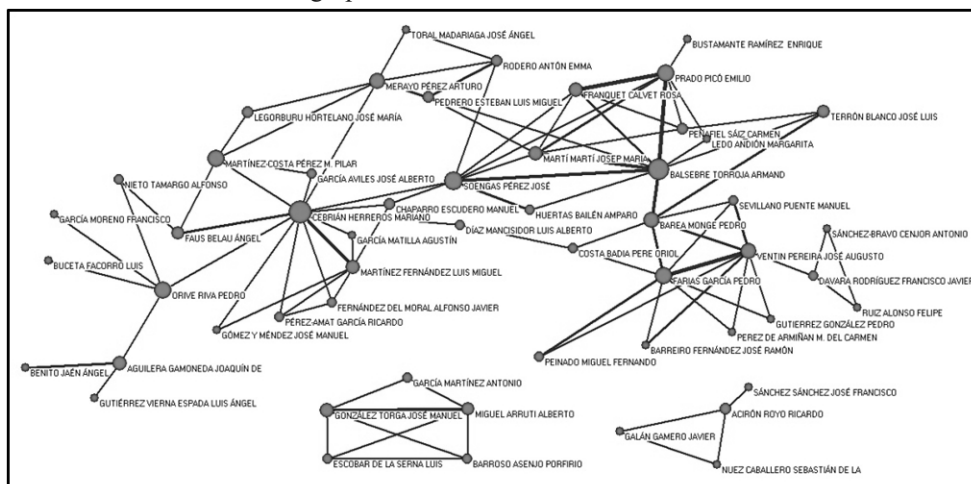 TORAL MADARIAGA JOSÉ ÁNGEL
BUSTAMANTE RAMÍREZ ENRIQUE
RODERO ANTÓN EMMA
PRADO PICÓ EMILIO
MERAYO PÉREZ ARTURO
FRANQUET CALVET ROSA
PEDRERO ESTEBAN LUIS MIGUEL
LEGORBURU HORTELANO JOSÉ MARÍA
TERRÓN BLANCO JOSÉ LUIS
PEÑAFIEL SÁIZ CARMEN
LEDO ANDIÓN MARGARITA
MARTÍ MARTÍ JOSEP MARIA
MARTÍNEZ-COSTA PÉREZ M. PILAR
BALSEBRE TORROJA ARMAND
GARCÍA AVILES JOSÉ ALBERTO
NIETO TAMARGO ALFONSO
SOENGAS PÉREZ JOSÉ
SEVILLANO PUENTE MANUEL
CHAPARRO ESCUDERO MANUEL
GARCÍA MORENO FRANCISCO
CEBRIÁN HERREROS MARIANO
HUERTAS BAILÉN AMPARO
BAREA MONGE PEDRO
DÍAZ MANCISIDOR LUIS ALBERTO
SÁNCHEZ-BRAVO CENJOR ANTONIO
FAUS BELAU ÁNGEL
GARCÍA MATILLA AGUSTÍN
COSTA BADIA PERE ORIOL
VENTIN PEREIRA JOSÉ AUGUSTO
BUCETA FACORRO LUIS
MARTÍNEZ FERNÁNDEZ LUIS MIGUEL
FARIAS GARCÍA PEDRO
DAVARA RODRÍGUEZ FRANCISCO JAVIER
ORIVE RIVA PEDRO
FERNÁNDEZ DEL MORAL ALFONSO JAVIER
RUIZ ALONSO FELIPE
PÉREZ-AMAT GARCÍA RICARDO
GUTIERREZ GONZÁLEZ PEDRO
GÓMEZ Y MÉNDEZ JOSÉ MANUEL
PEREZ DE ARMIÑAN M. DEL CARMEN
BARREIRO FERNÁNDEZ JOSÉ RAMÓN
PEINADO MIGUEL FERNANDO
BENITO JAÉN ÁNGEL
AGUILERA GAMONEDA JOAQUÍN DE
GARCÍA MARTÍNEZ ANTONIO
SÁNCHEZ SÁNCHEZ JOSÉ FRANCISCO
GUTIÉRREZ VIERNA ESPADA LUIS ÁNGEL
GONZÁLEZ TORGA JOSÉ MANUEL
MIGUEL ARRUTI ALBERTO
ACIRÓN ROYO RICARDO
GALÁN GAMERO JAVIER
ESCOBAR DE LA SERNA LUIS
BARROSO ASENJO PORFIRIO
NUEZ CABALLERO SEBASTIÁN DE LA